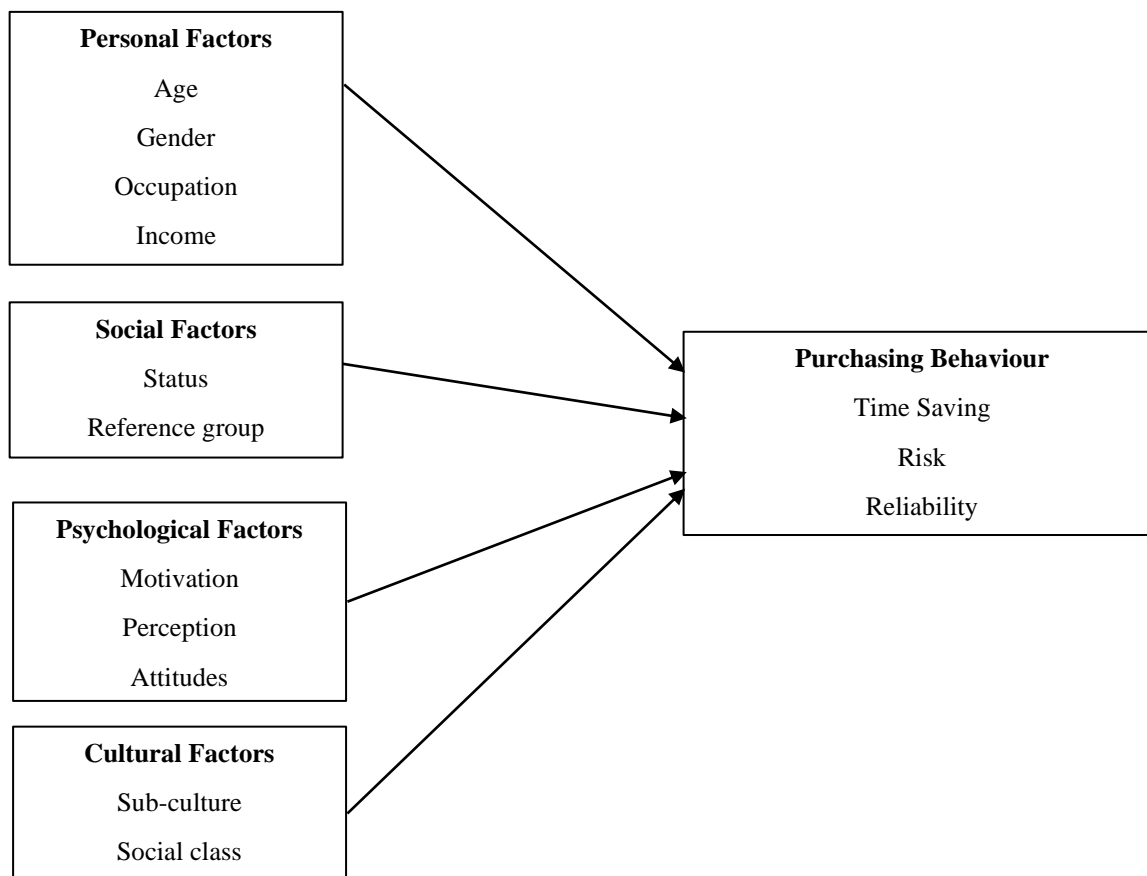 Personal Factors
Age
Gender
Occupation
Income
Social Factors
Status
Reference group
Psychological Factors
Motivation
Perception
Attitudes
Cultural Factors
Sub-culture
Social class
Purchasing Behaviour
Time Saving
Risk
Reliability